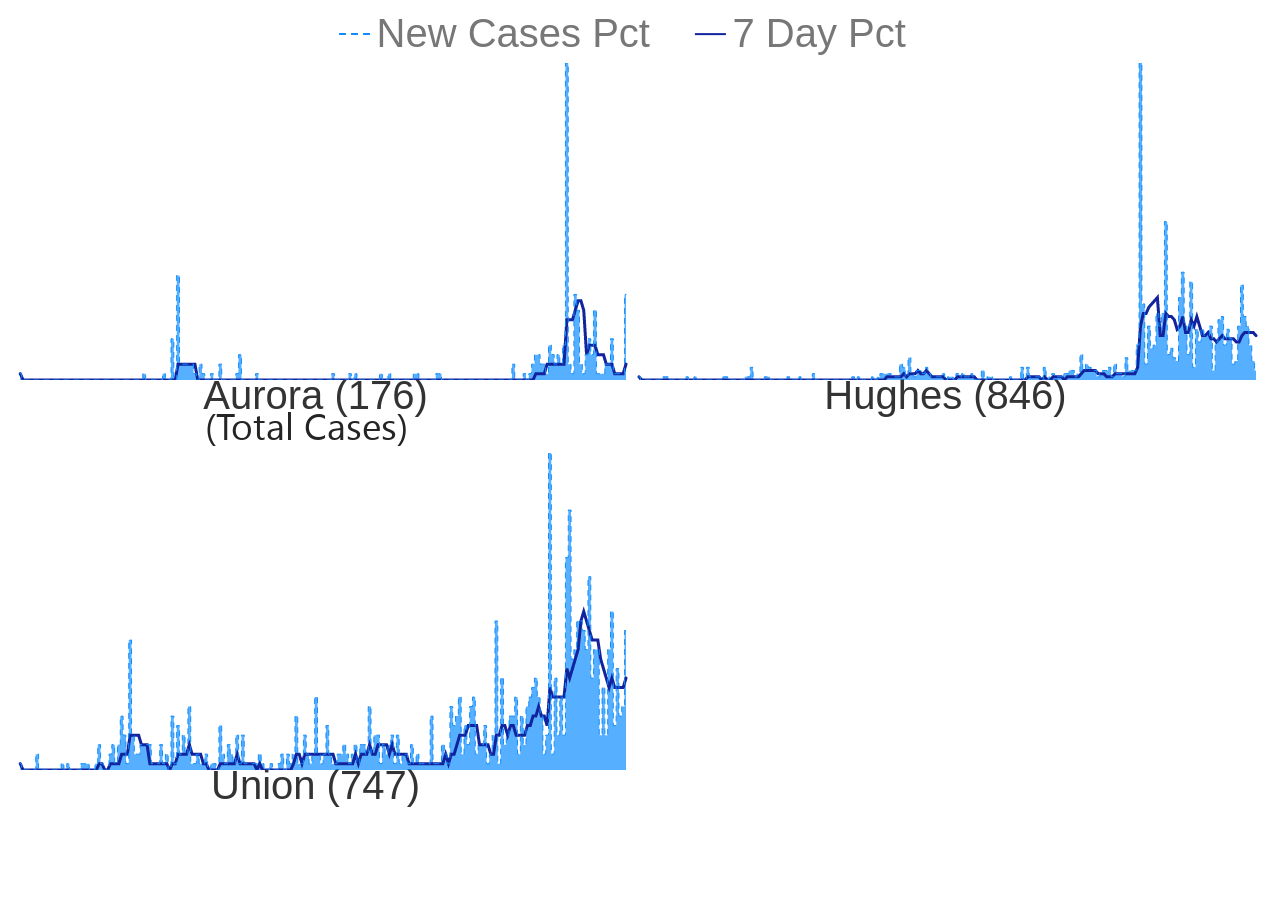 New Cases Pct 7 Day Pct
Aurora (176)
(Total Cases)
Hughes (846)
Union (747)